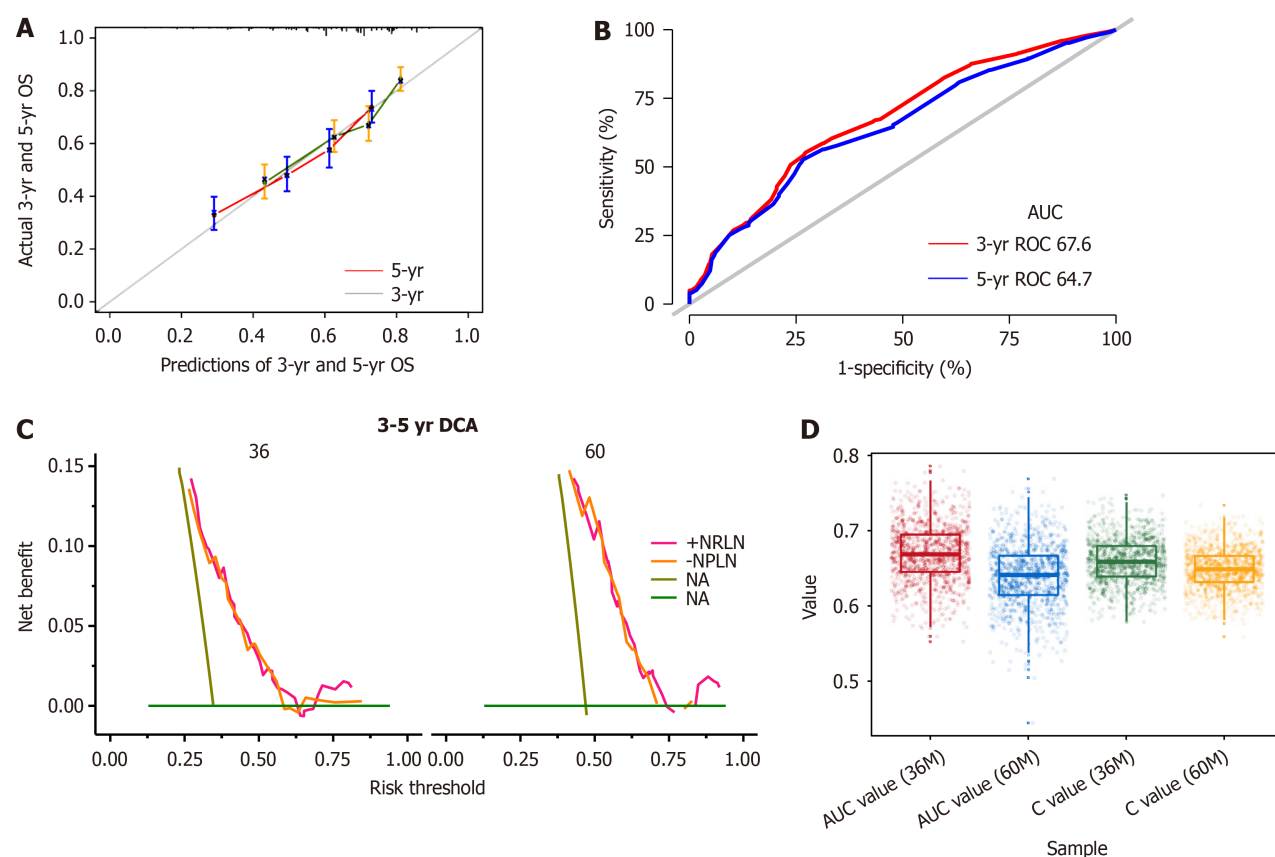 A
Actual 3-yr and 5-yr OS
1.0
0.8
0.6
0.4
0.2
0.0
5-yr
3-yr
0.0 0.2 0.4 0.6 0.8 1.0
Predictions of 3-yr and 5-yr OS
B
Sensitivity (%)
100
75
50
25
0
AUC
3-yr ROC 67.6
5-yr ROC 64.7
0 25 50 75 100
1-specificity (%)
C
3-5 yr DCA
36 60
Net benefit
0.15
0.10
0.05
0.00
+NRLN
-NPLN
NA
NA
0.00 0.25 0.50 0.75 1.00 0.00 0.25 0.50 0.75 1.00
Risk threshold
D
Value
0.8
0.7
0.6
0.5
AUC value (36M)
AUC value (60M)
C value (36M)
C value (60M)
Sample